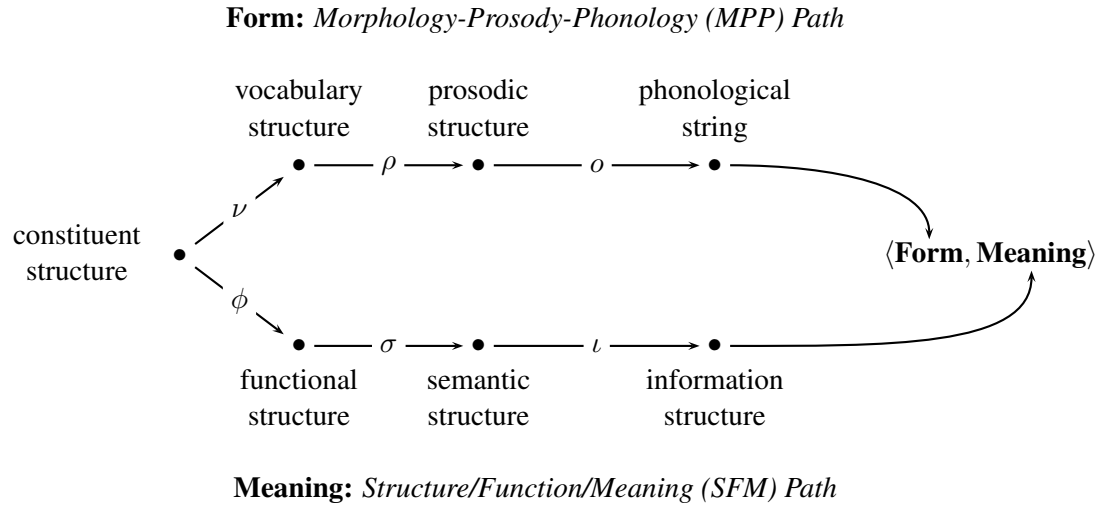 Form: Morphology-Prosody-Phonology (MPP) Path
vocabulary
structure
prosodic
structure
phonological
string
ρ
o
ν
constituent
structure
⟨Form, Meaning⟩
ϕ
σ
ι
functional
structure
semantic
structure
information
structure
Meaning: Structure/Function/Meaning (SFM) Path